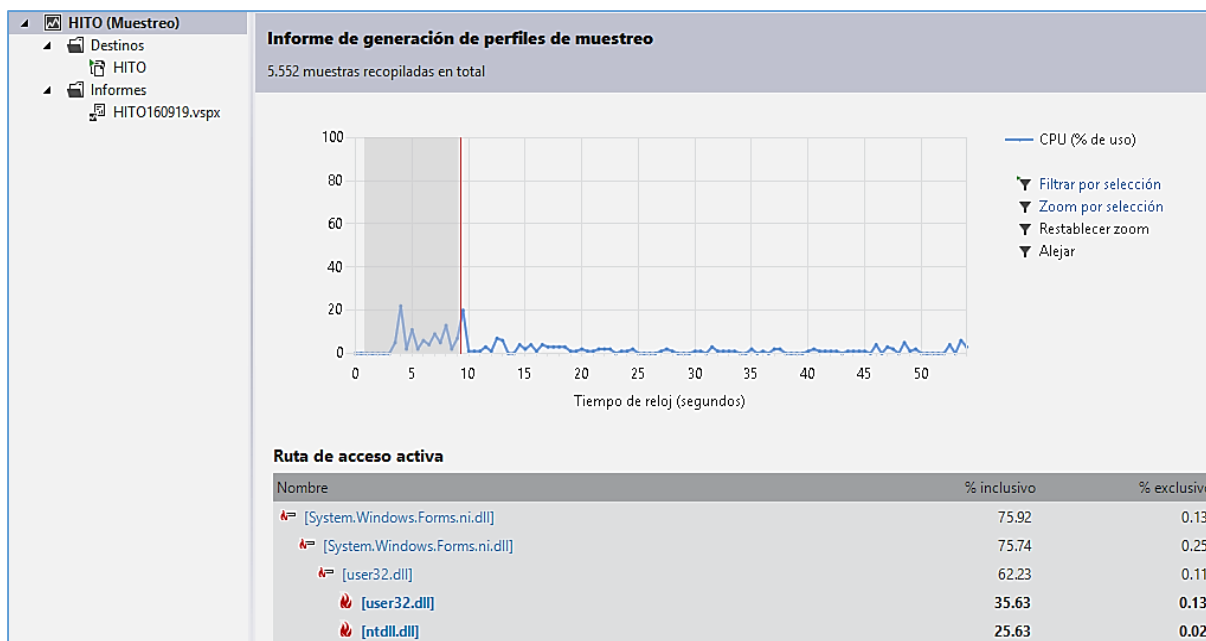 HITO (Muestreo)
Destinos
HITO
Informes
HITO160919.vspx
Informe de generación de perfiles de muestreo
5.552 muestras recopiladas en total
100
80
60
40
20
0
0 5 10 15 20 25 30 35 40 45 50
Tiempo de reloj (segundos)
CPU (% de uso)
Filtrar por selección
Zoom por selección
Restablecer zoom
Alejar
Ruta de acceso activa
Nombre % inclusivo % exclusivo
[System.Windows.Forms.ni.dll] 75.92 0.13
[System.Windows.Forms.ni.dll] 75.74 0.25
[user32.dll] 62.23 0.11
[user32.dll] 35.63 0.13
[ntdll.dll] 25.63 0.02